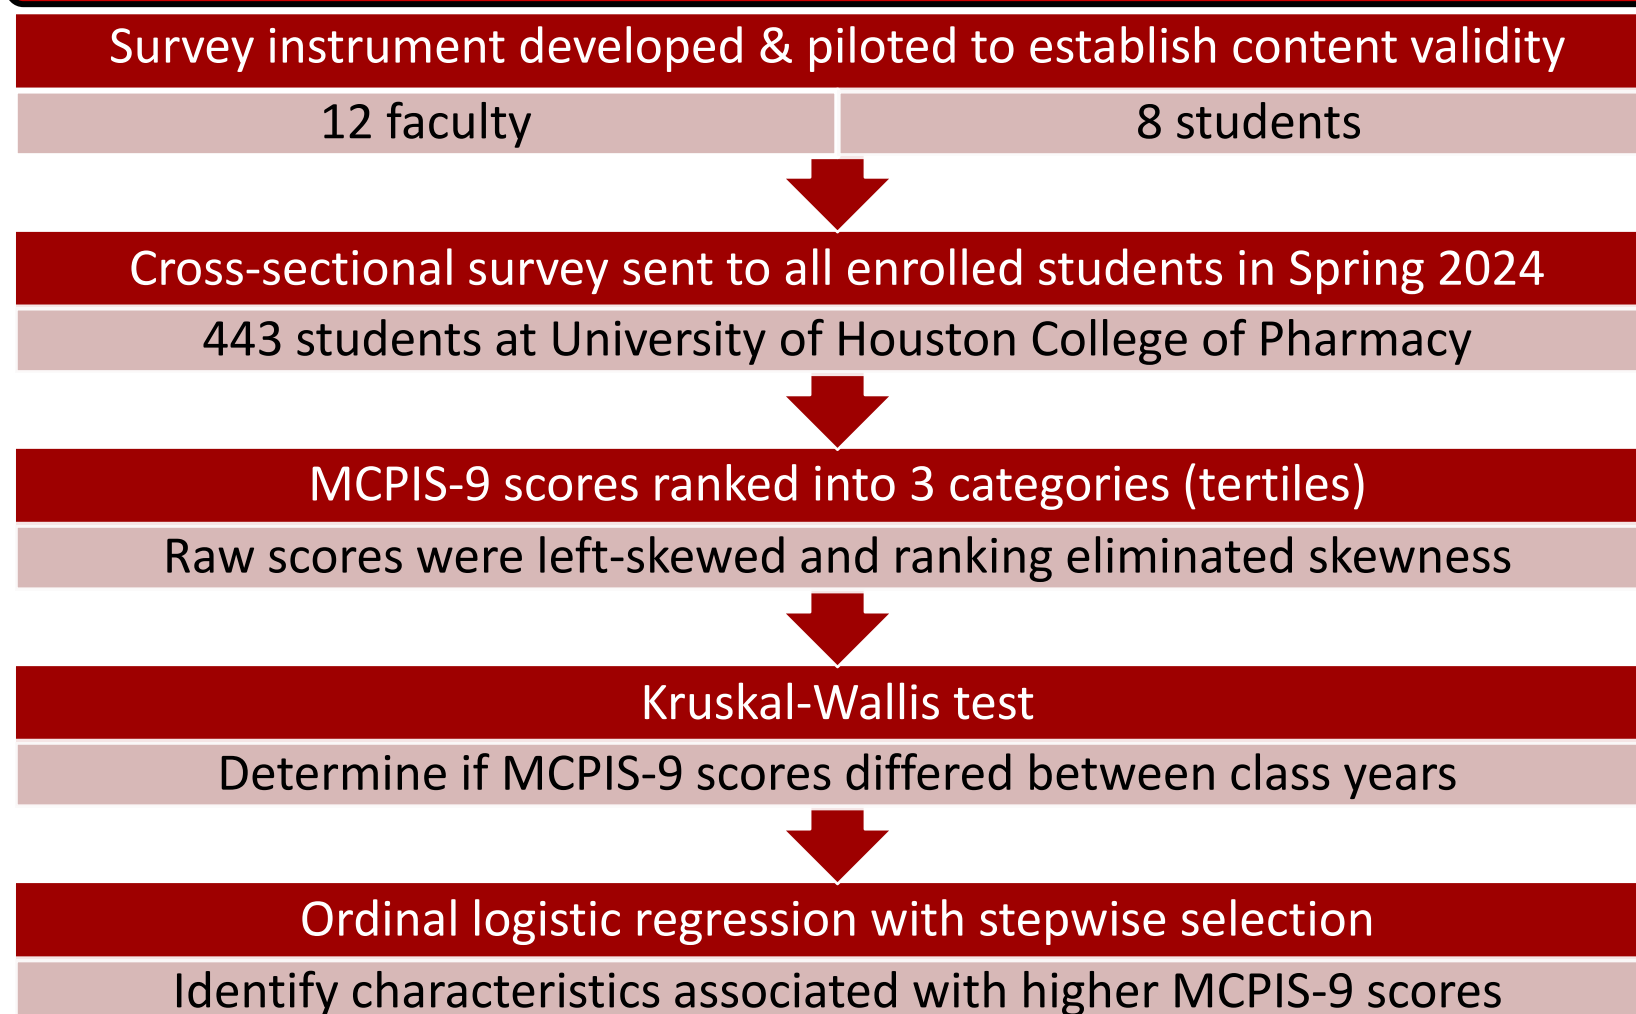 Survey instrument developed & piloted to establish content validity
12 faculty
8 students
Cross-sectional survey sent to all enrolled students in Spring 2024
443 students at University of Houston College of Pharmacy
MCPIS-9 scores ranked into 3 categories (tertiles)
Raw scores were left-skewed and ranking eliminated skewness
Kruskal-Wallis test
Determine if MCPIS-9 scores differed between class years
Ordinal logistic regression with stepwise selection
Identify characteristics associated with higher MCPIS-9 scores